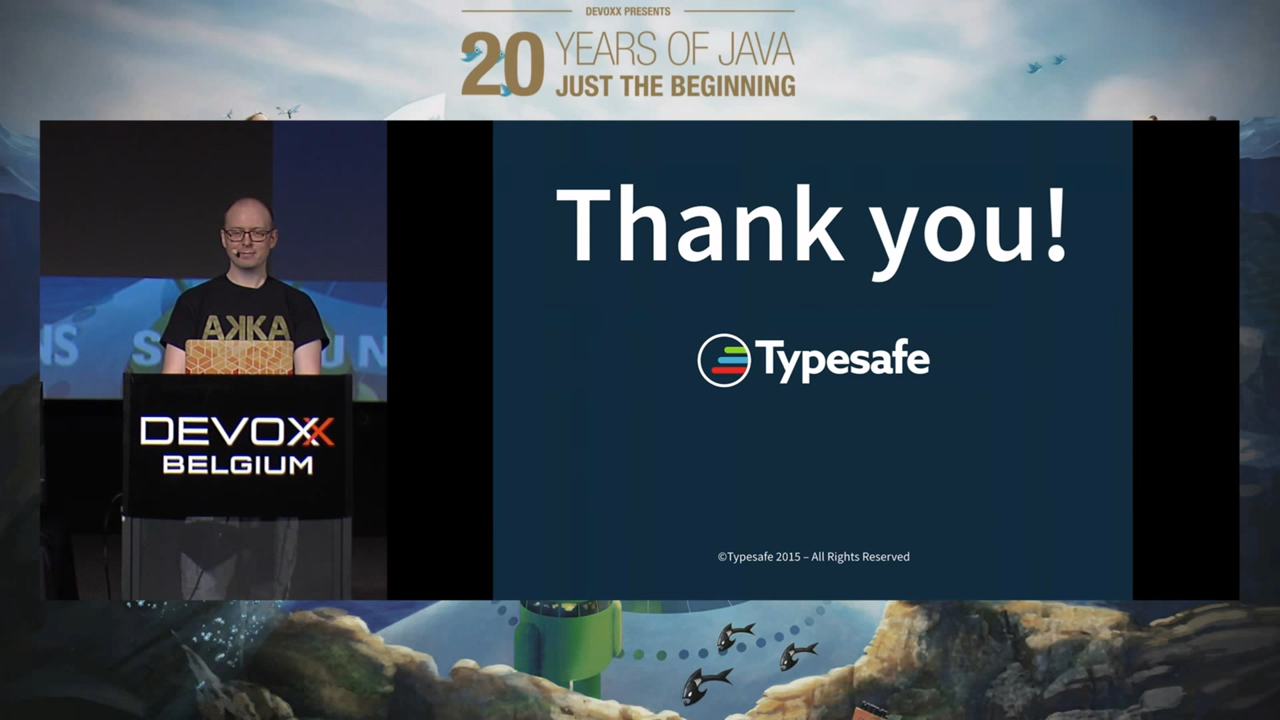 DEVOXX PRESENTS
20 YEARS OF JAVA
JUST THE BEGINNING
Thank you!
AKKA
NS
S
U N
Typesafe
DEVOXX
BELGIUM
©Typesafe 2015 – All Rights Reserved